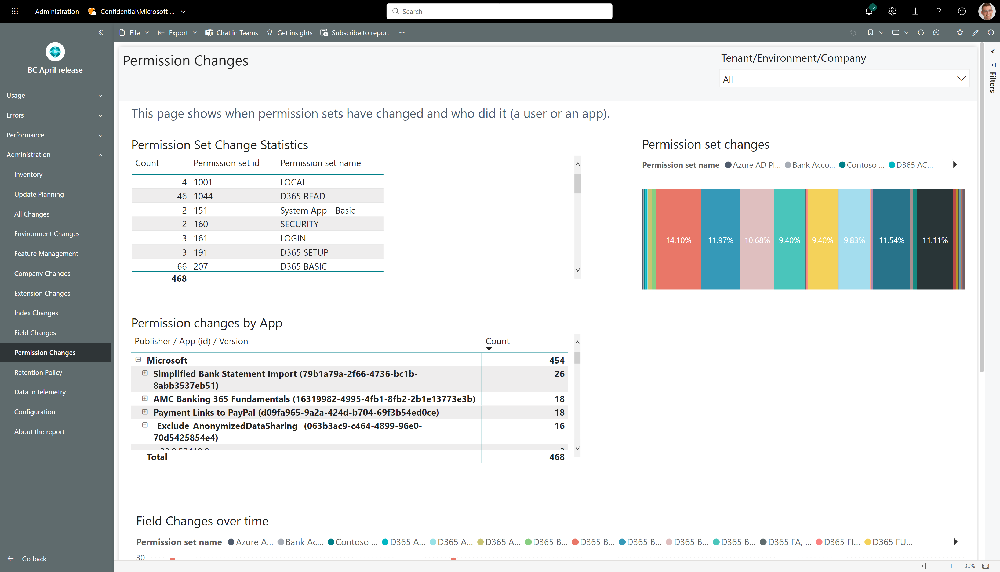 Administration
Confidential\Microsoft ...
Search
12
File
Export
Chat in Teams
Get insights
Subscribe to report
BC April release
Usage
Errors
Performance
Administration
Inventory
Update Planning
All Changes
Environment Changes
Feature Management
Company Changes
Extension Changes
Index Changes
Field Changes
Permission Changes
Retention Policy
Data in telemetry
Configuration
About the report
Go back
Permission Changes
Tenant/Environment/Company
All
Filters
This page shows when permission sets have changed and who did it (a user or an app).
Permission Set Change Statistics
Count Permission set id Permission set name
4 1001 LOCAL
46 1044 D365 READ
2 151 System App - Basic
2 160 SECURITY
3 161 LOGIN
3 191 D365 SETUP
66 207 D365 BASIC
468
Permission set changes
Permission set name Azure AD Pl... Bank Acco... Contoso ... D365 AC...
14.10% 11.97% 10.68% 9.40% 9.40% 9.83% 11.54% 11.11%
Permission changes by App
Publisher / App (id) / Version Count
Microsoft 454
Simplified Bank Statement Import (79b1a79a-2f66-4736-bc1b- 26
8abb3537eb51)
AMC Banking 365 Fundamentals (16319982-4995-4fb1-8fb2-2b1e13773e3b) 18
Payment Links to PayPal (d09fa965-9a2a-424d-b704-69f3b54ed0ce) 18
_Exclude_AnonymizedDataSharing_ (063b3ac9-c464-4899-96e0- 16
70d5425854e4)
Total 468
Field Changes over time
Permission set name Azure A... Bank Ac... Contoso ... D365 A... D365 A... D365 A... D365 B... D365 B... D365 B... D365 B... D365 B... D365 FA, ... D365 FI... D365 FU...
30
- + 139%